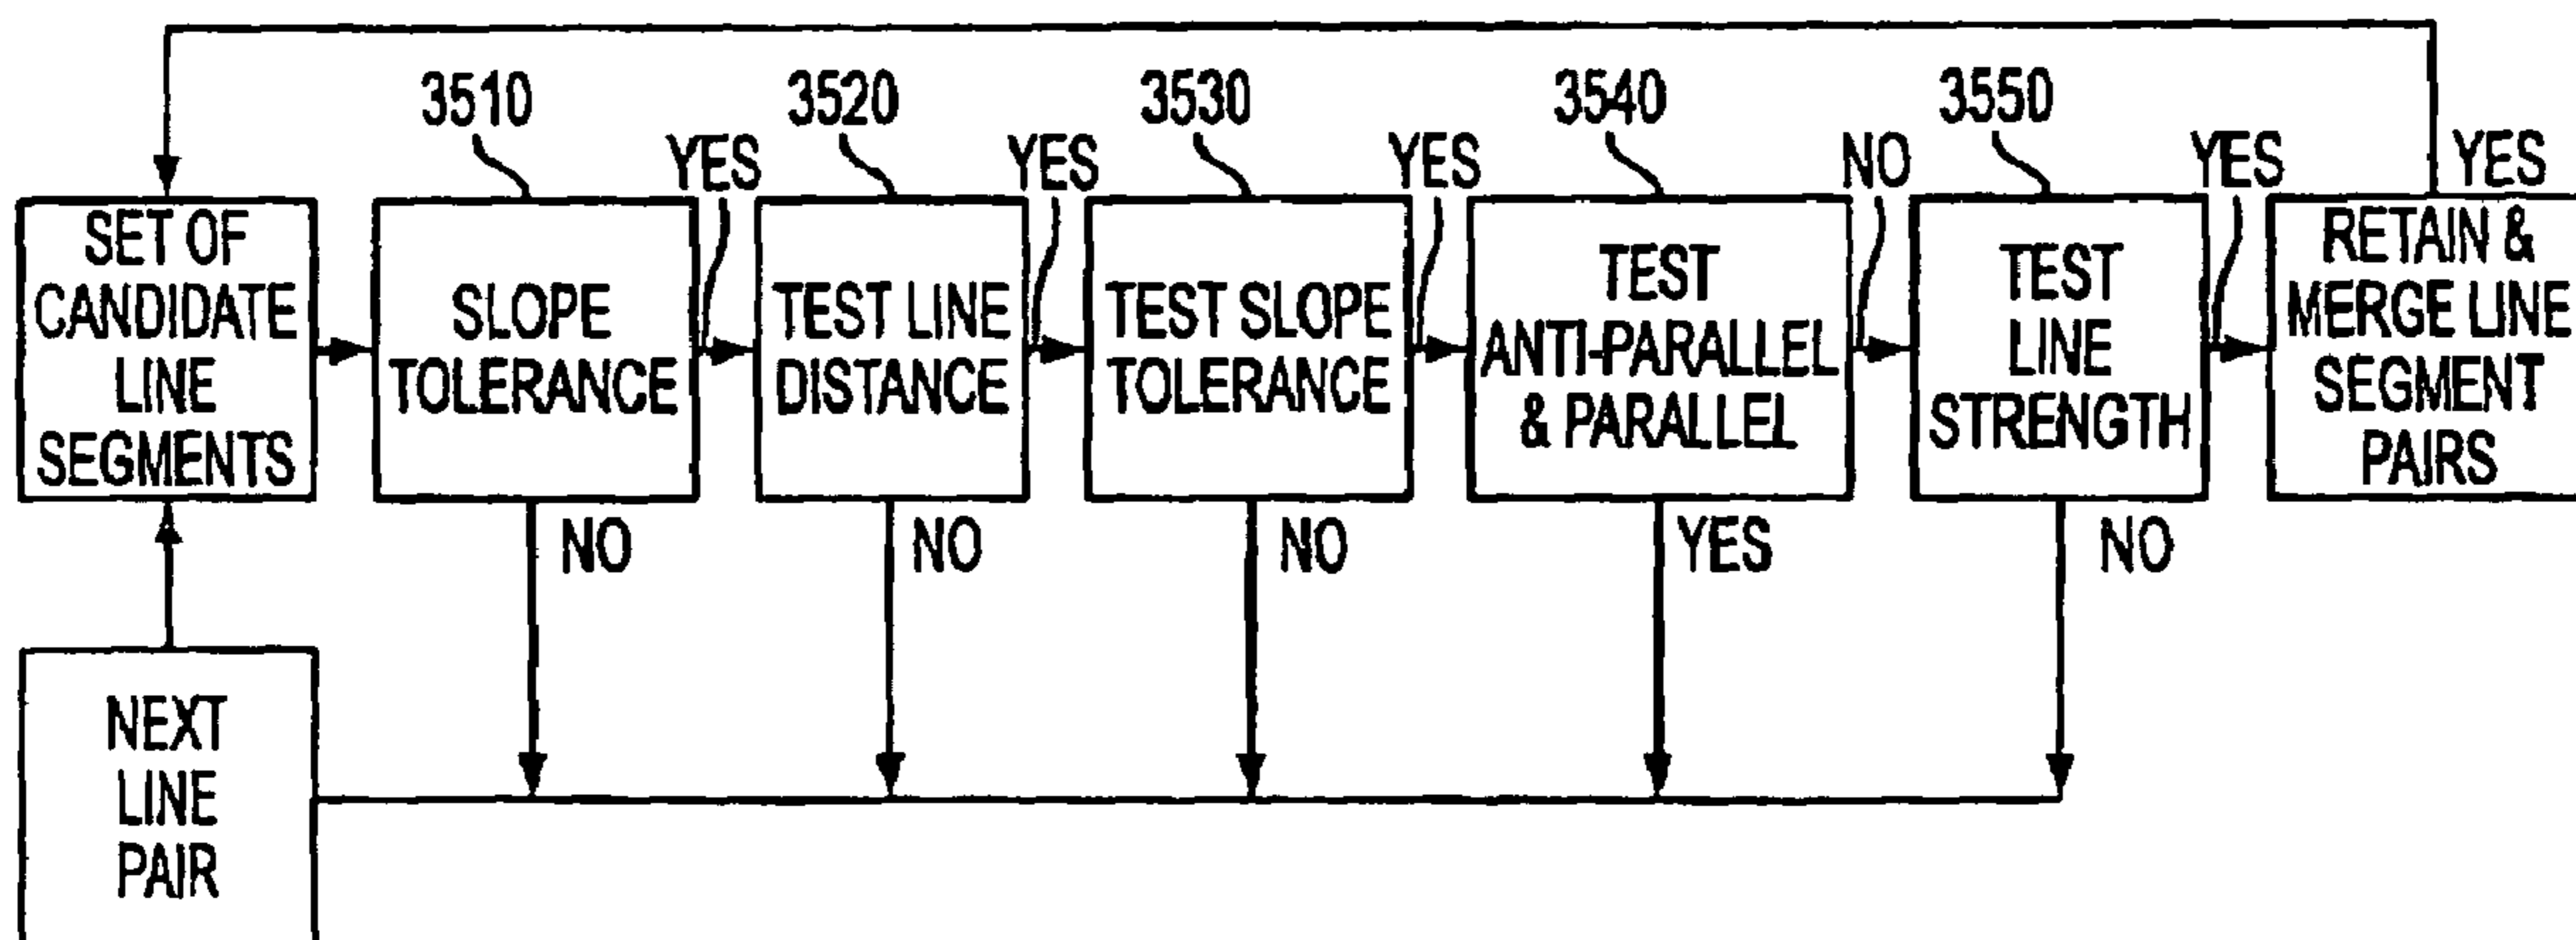 3510
3520
3530
3540
3550
YES
YES
YES
NO
YES
YES
SET OF
CANDIDATE
LINE
SEGMENTS
SLOPE
TOLERANCE
TEST LINE
DISTANCE
TEST SLOPE
TOLERANCE
TEST
ANTI-PARALLEL
& PARALLEL
TEST
LINE
STRENGTH
RETAIN &
MERGE LINE
SEGMENT
PAIRS
NO
NO
NO
YES
NO
NEXT
LINE
PAIR